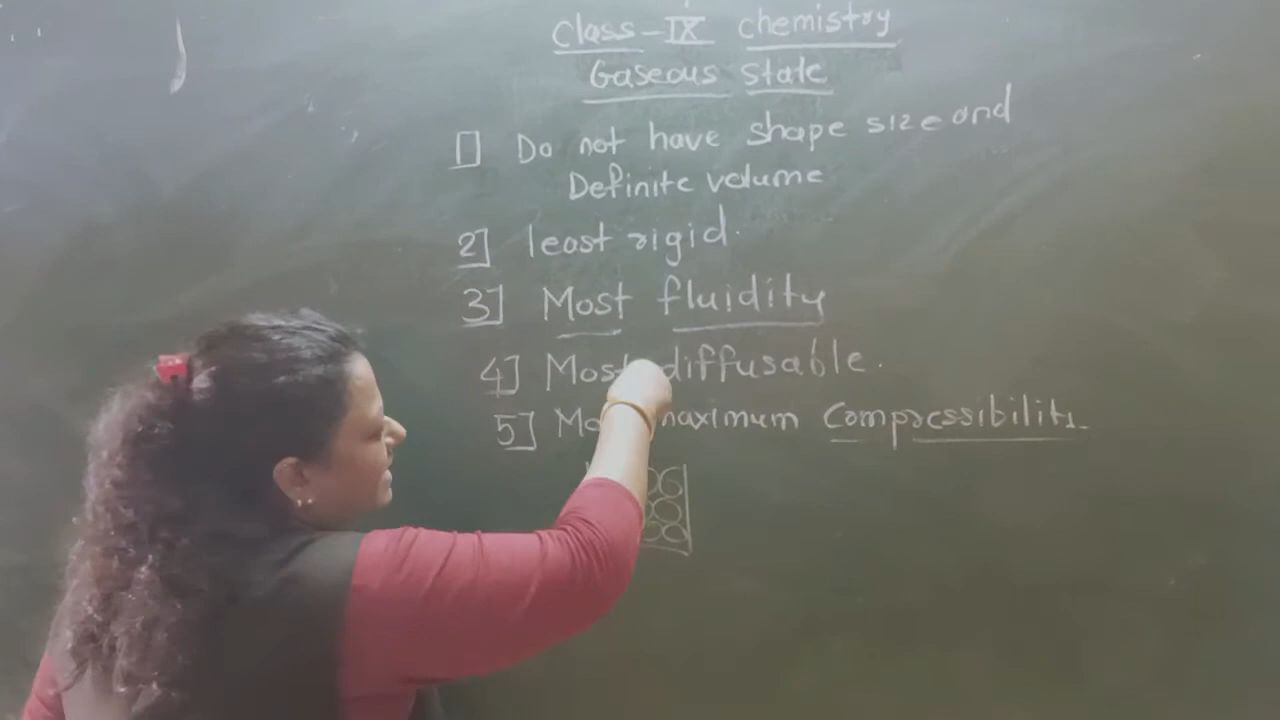 Class-IX chemistry
Gaseous state
1] Do not have shape size and
Definite volume
2] least rigid.
3] Most fluidity
4] Most diffusable.
5] maximum Compressibility